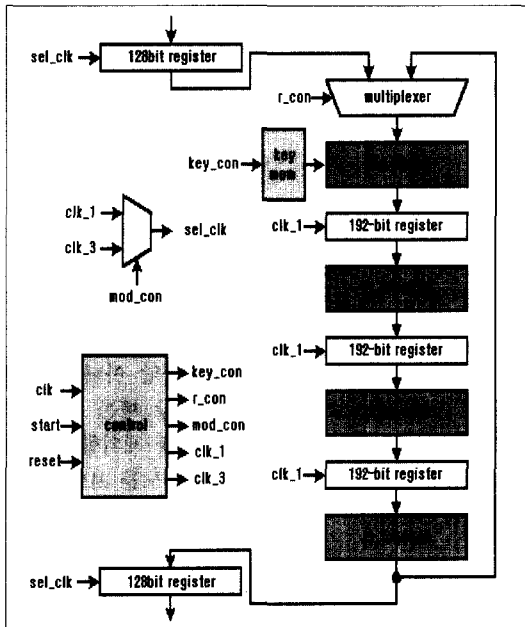 sel_clk
128bit register
r_con
multiplexer
key_con
key
mem
clk_1
clk_3
sel_clk
mod_con
clk_1
192-bit register
clk_1
192-bit register
clk
start
reset
control
key_con
r_con
mod_con
clk_1
clk_3
clk_1
192-bit register
sel_clk
128bit register